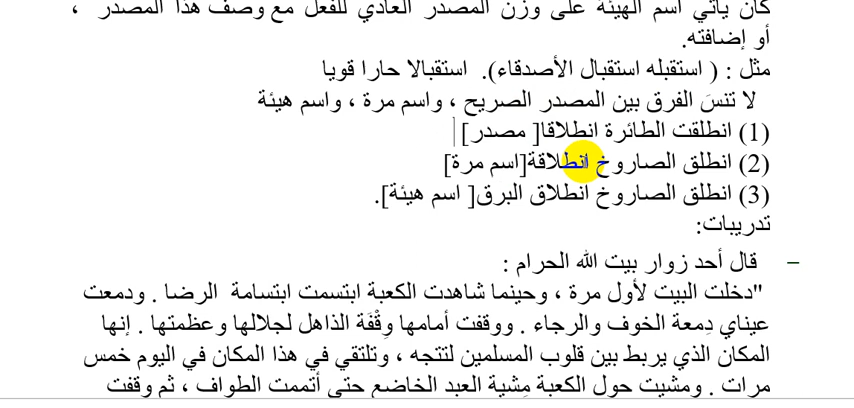 كان يأتي اسم الهيئة على وزن المصدر العادي للفعل مع وصف هذا المصدر ،
أو إضافته.
مثل : ( استقبله استقبال الأصدقاء). استقبالا حارا قويا
لا تنسَ الفرق بين المصدر الصريح ، واسم مرة ، واسم هيئة
(1) انطلقت الطائرة انطلاقا[ مصدر]
(2) انطلق الصاروخ انطلاقة[اسم مرة]
(3) انطلق الصاروخ انطلاق البرق[ اسم هيئة].
تدريبات:
– قال أحد زوار بيت الله الحرام :
"دخلت البيت لأول مرة ، وحينما شاهدت الكعبة ابتسمت ابتسامة الرضا . ودمعت
عيناي دِمعة الخوف والرجاء . ووقفت أمامها وِقْفَة الذاهل لجلالها وعظمتها . إنها
المكان الذي يربط بين قلوب المسلمين لتتجه ، وتلتقي في هذا المكان في اليوم خمس
مرات . ومشيت حول الكعبة مِشية العبد الخاضع حتى أتممت الطواف ، ثم وقفت